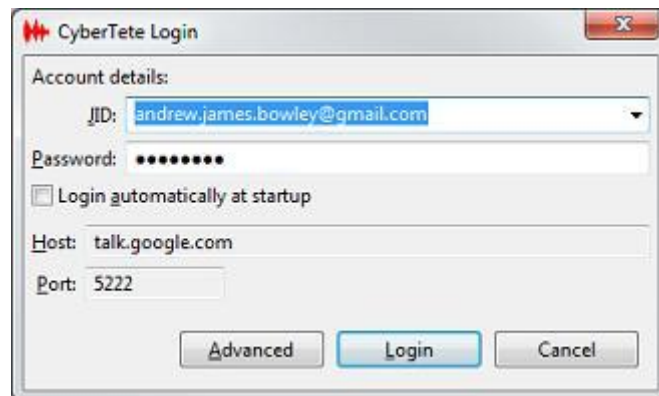 CyberTete Login
Account details:
JID: andrew.james.bowley@gmail.com
Password: ●●●●●●●●
Login automatically at startup
Host: talk.google.com
Port: 5222
Advanced Login Cancel